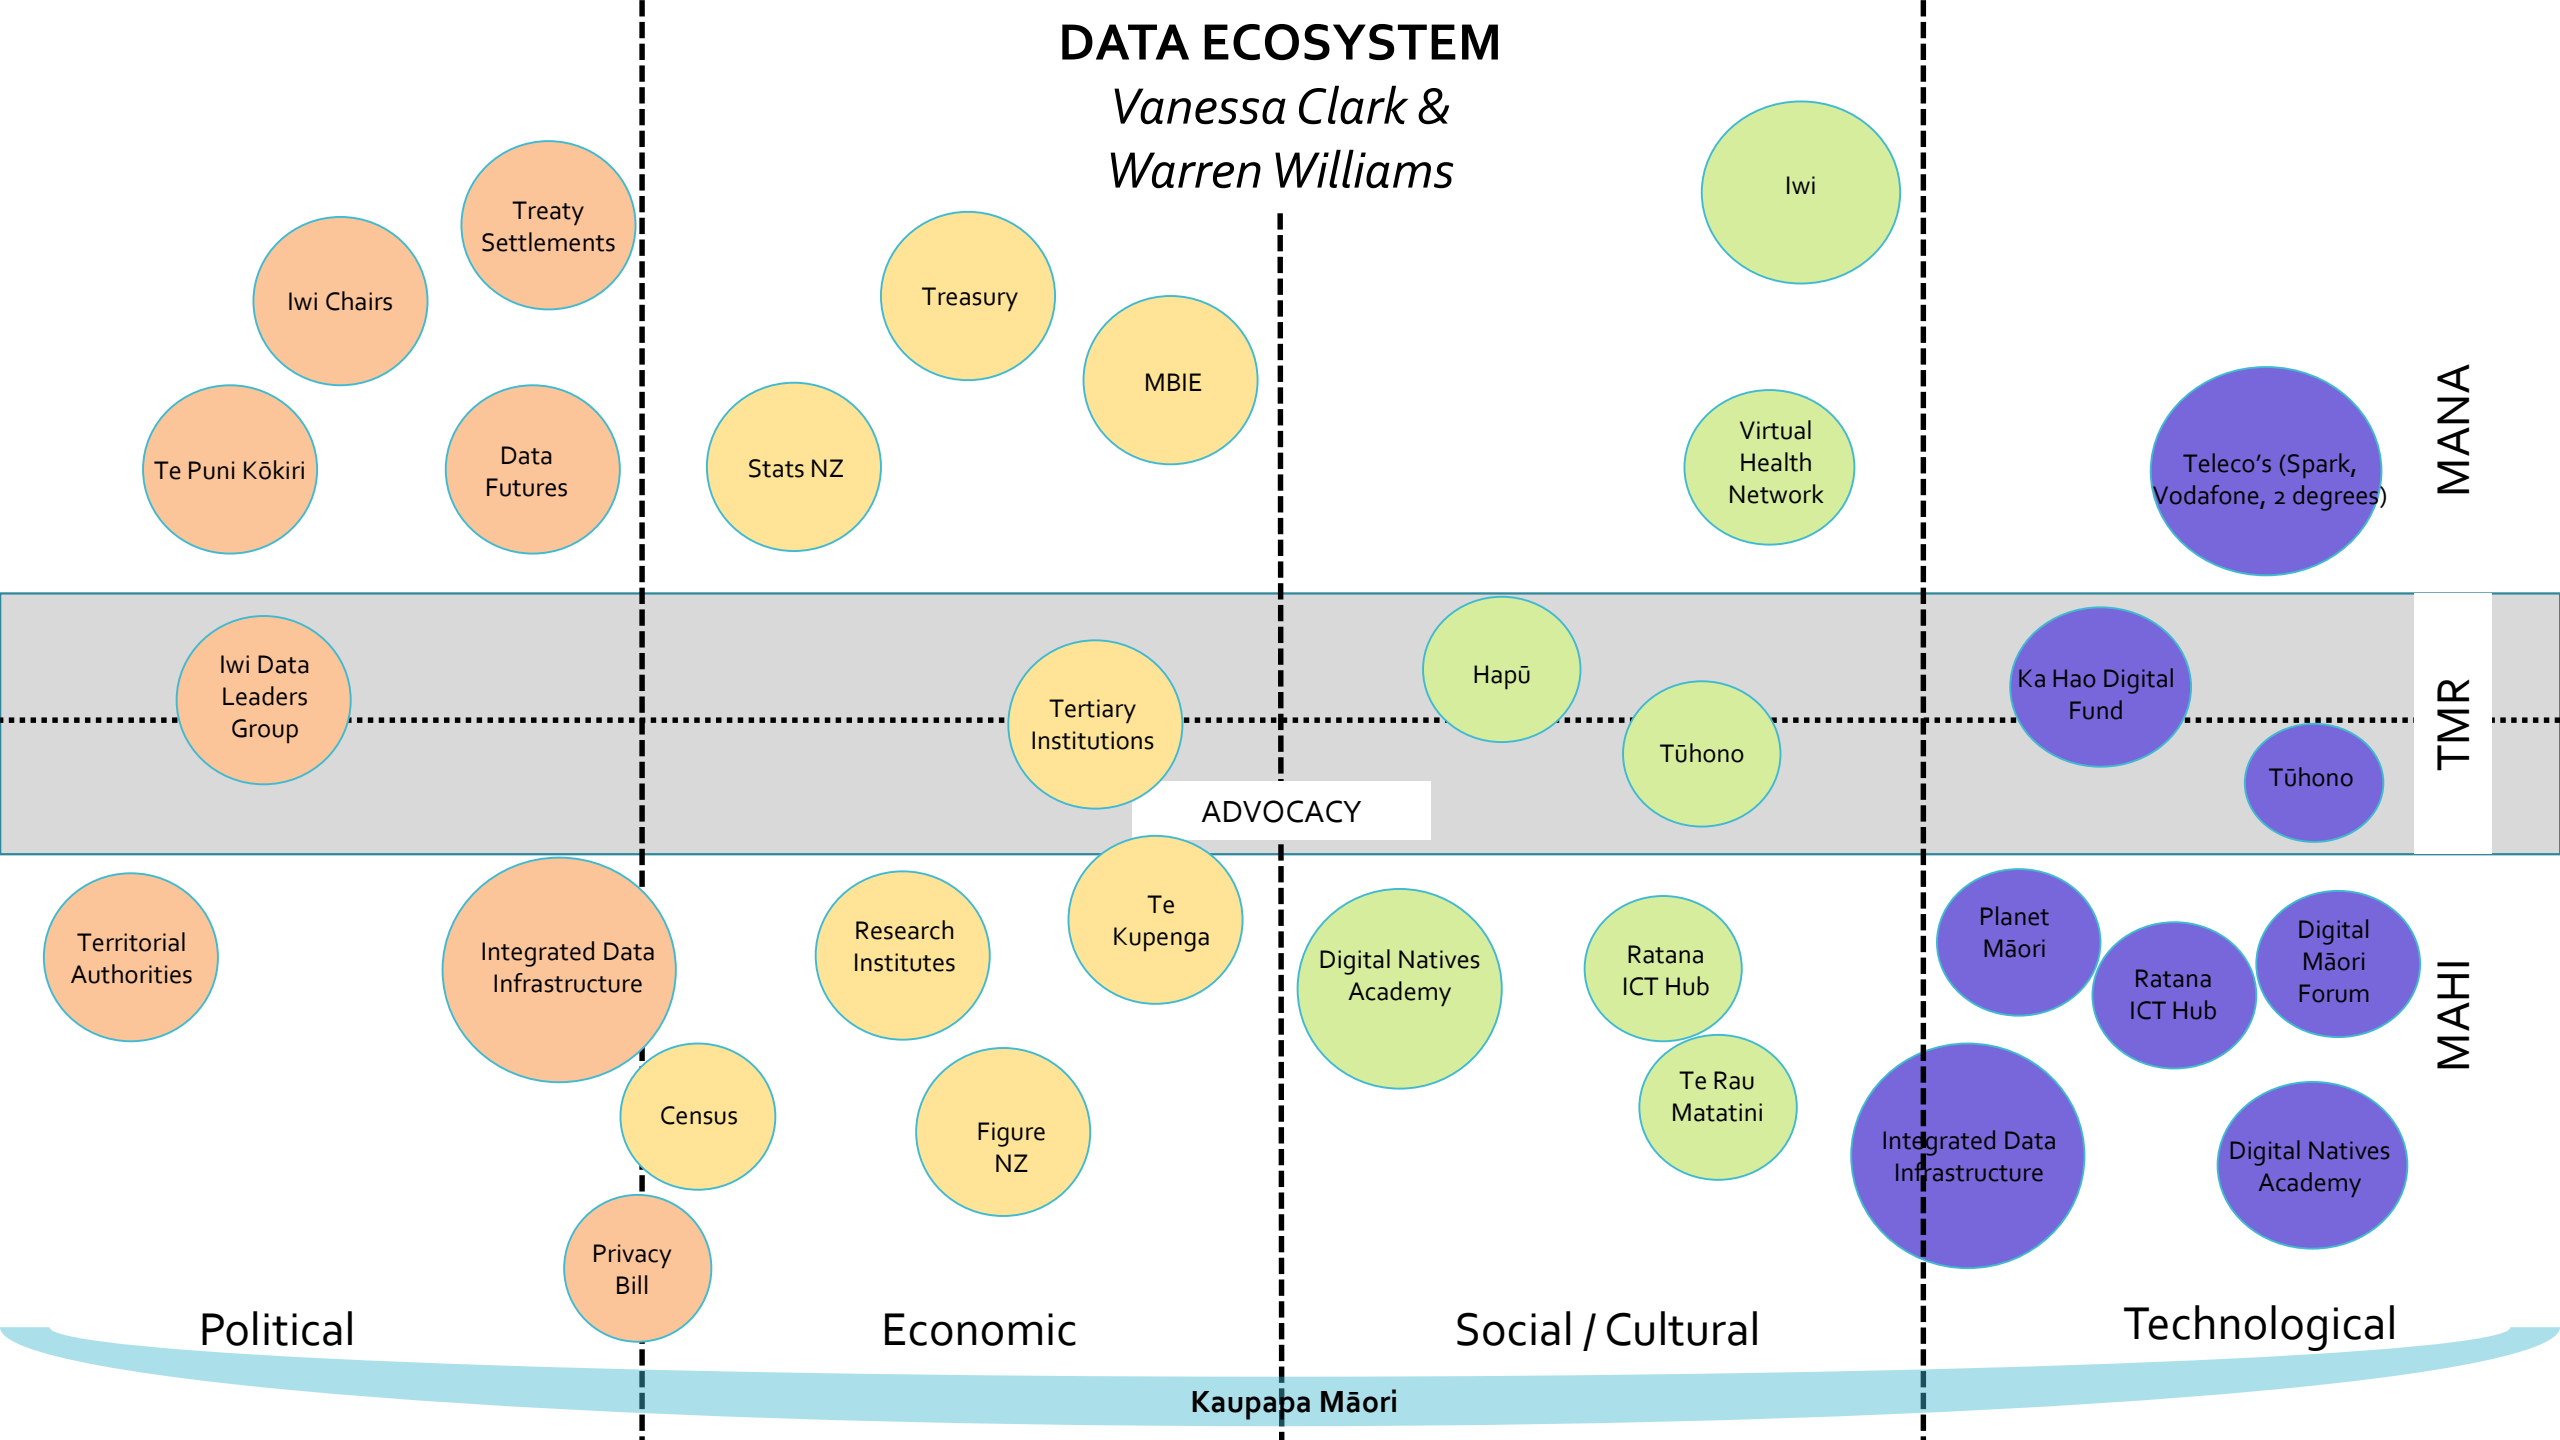 DATA ECOSYSTEM
Vanessa Clark &
Warren Williams
Treaty
Settlements
Iwi Chairs
Te Puni Kōkiri
Data
Futures
Treasury
MBIE
Stats NZ
Iwi
Virtual
Health
Network
Teleco’s (Spark,
Vodafone, 2 degrees)
MANA
Iwi Data
Leaders
Group
Tertiary
Institutions
Hapū
Tūhono
Ka Hao Digital
Fund
Tūhono
TMR
ADVOCACY
Territorial
Authorities
Integrated Data
Infrastructure
Privacy
Bill
Research
Institutes
Te
Kupenga
Census
Figure
NZ
Digital Natives
Academy
Ratana
ICT Hub
Te Rau
Matatini
Planet
Māori
Ratana
ICT Hub
Digital
Māori
Forum
Integrated Data
Infrastructure
Digital Natives
Academy
MAHI
Political
Economic
Social / Cultural
Technological
Kaupapa Māori